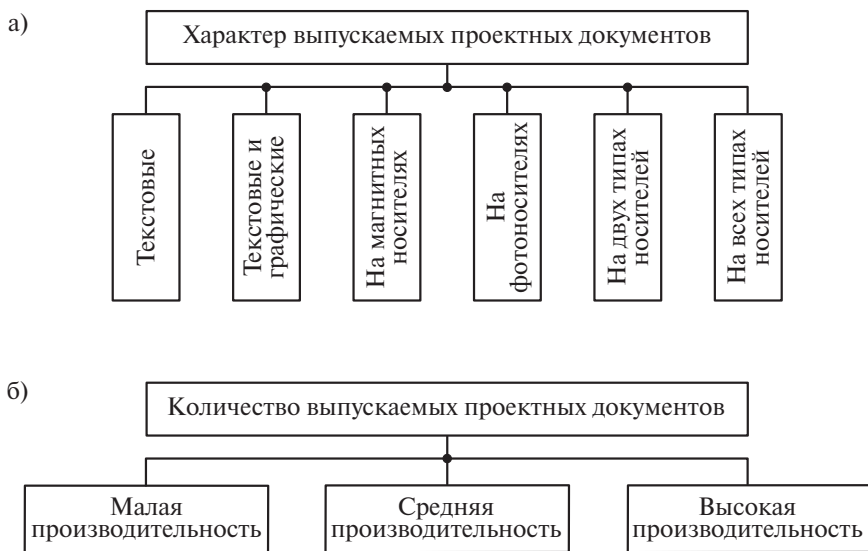 а)
Характер выпускаемых проектных документов
Текстовые
Текстовые и
графические
На магнитных
носителях
На
фотоносителях
На двух типах
носителей
На всех типах
носителей
б)
Количество выпускаемых проектных документов
Малая
производительность
Средняя
производительность
Высокая
производительность